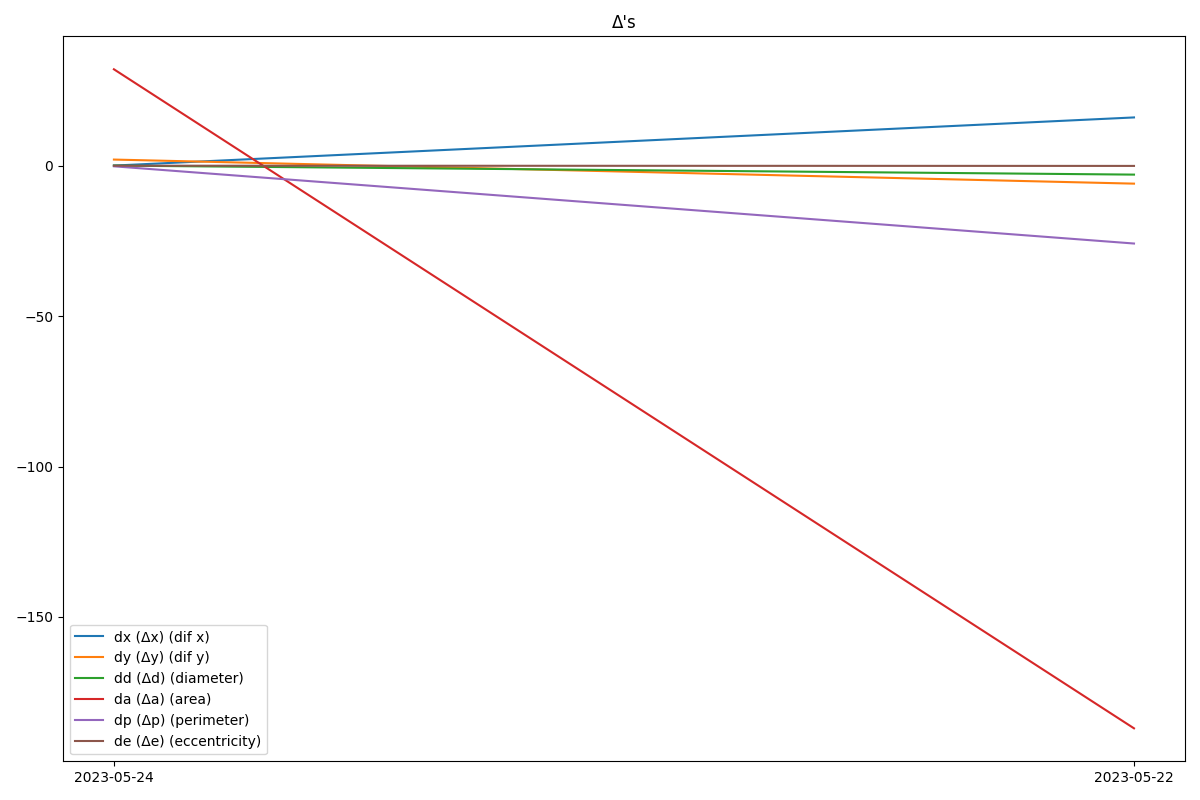 Δ's
0
−50
−100
−150
dx (Δx) (dif x)
dy (Δy) (dif y)
dd (Δd) (diameter)
da (Δa) (area)
dp (Δp) (perimeter)
de (Δe) (eccentricity)
2023-05-24
2023-05-22